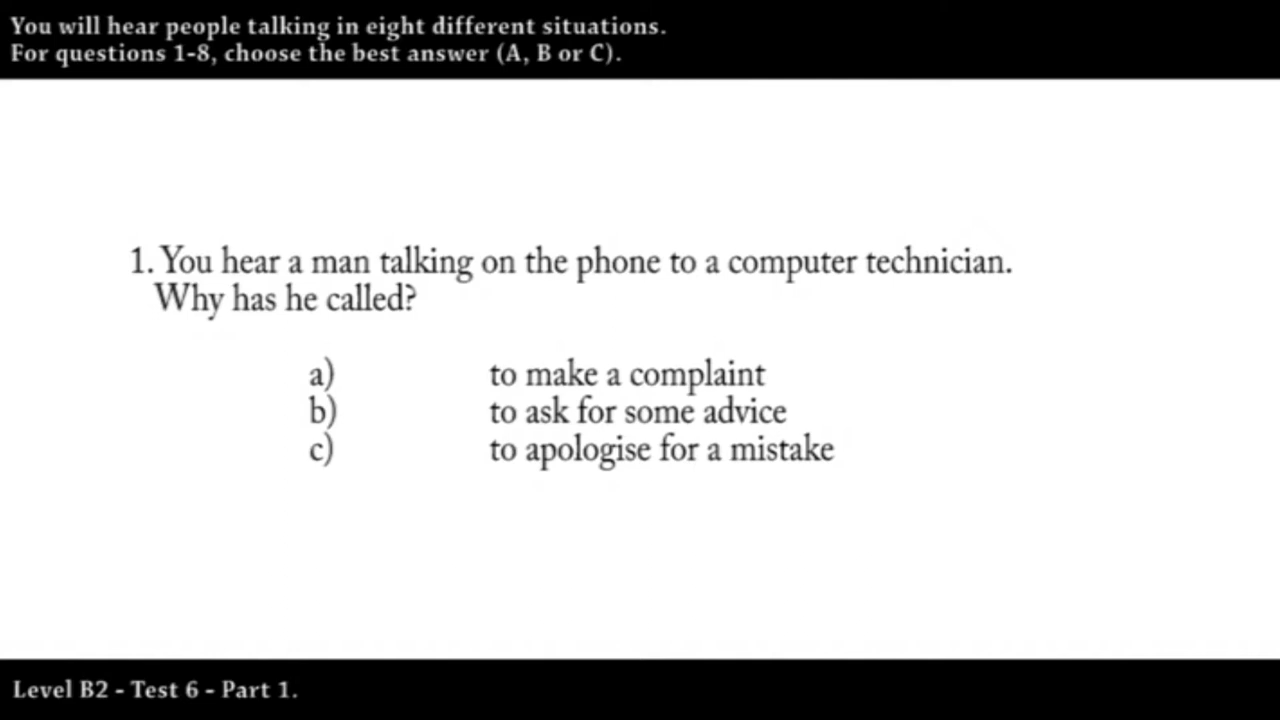 You will hear people talking in eight different situations.
For questions 1-8, choose the best answer (A, B or C).
1. You hear a man talking on the phone to a computer technician.
Why has he called?
a) to make a complaint
b) to ask for some advice
c) to apologise for a mistake
Level B2 - Test 6 - Part 1.